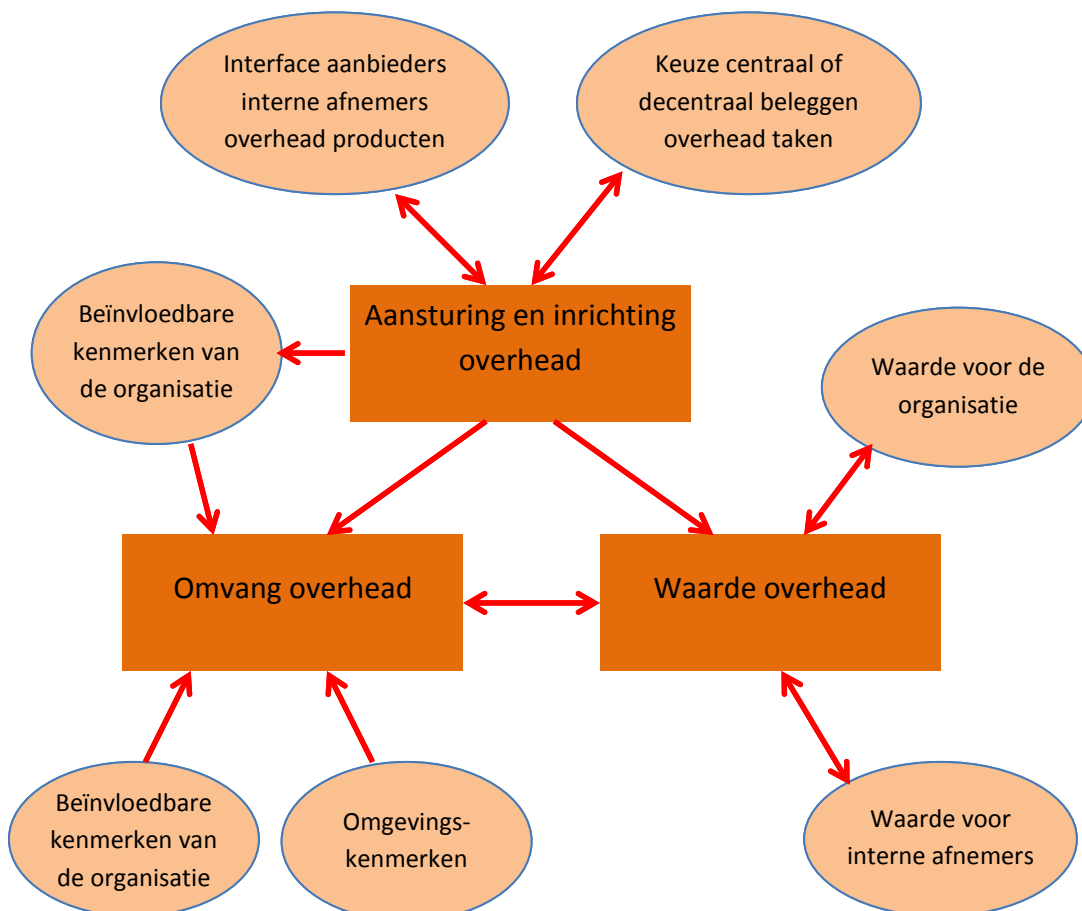 Interface aanbieders
interne afnemers
overhead producten
Keuze centraal of
decentraal beleggen
overhead taken
Beïnvloedbare
kenmerken van
de organisatie
Aansturing en inrichting
overhead
Waarde voor de
organisatie
Omvang overhead
Waarde overhead
Beïnvloedbare
kenmerken van
de organisatie
Omgevings-
kenmerken
Waarde voor
interne afnemers